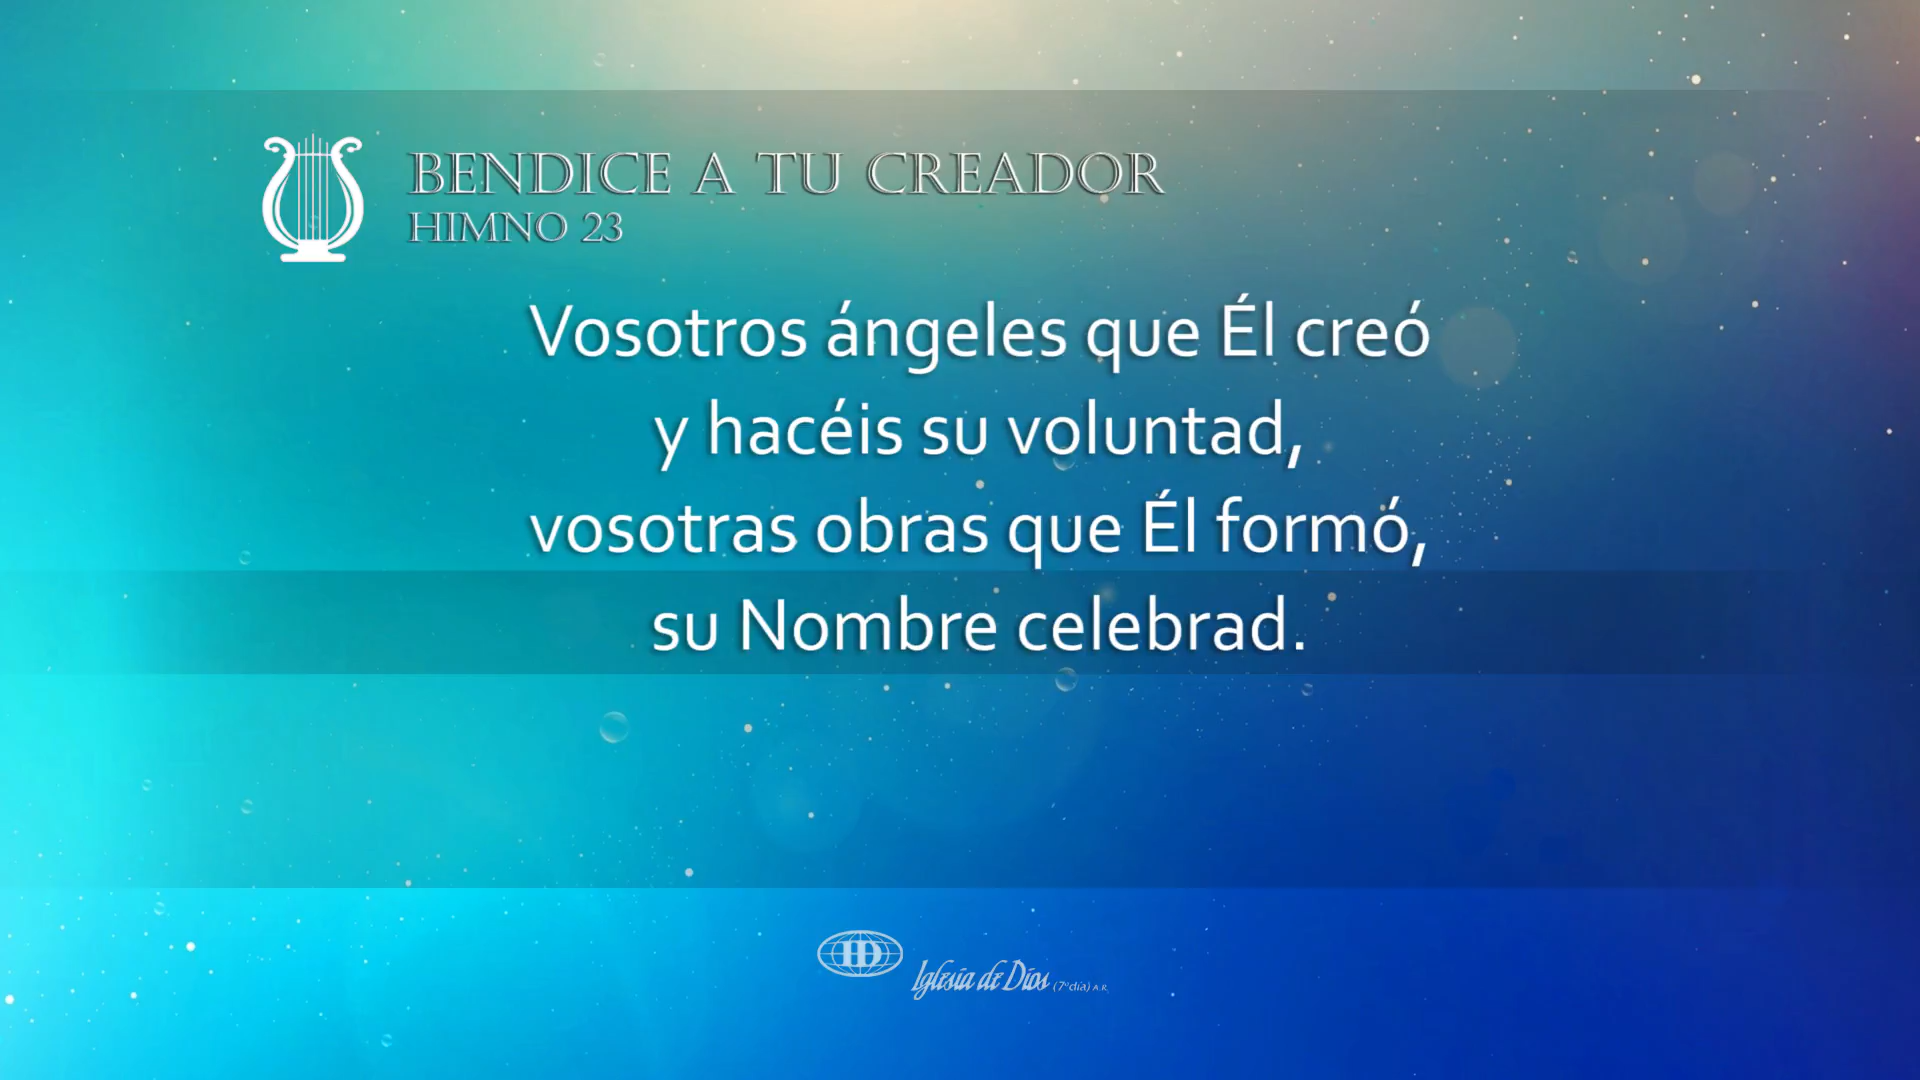 BENDICE A TU CREADOR
HIMNO 23
Vosotros ángeles que Él creó
y hacéis su voluntad,
vosotras obras que Él formó,
su Nombre celebrad.
ID
Iglesia de Dios (7º día) A.R.